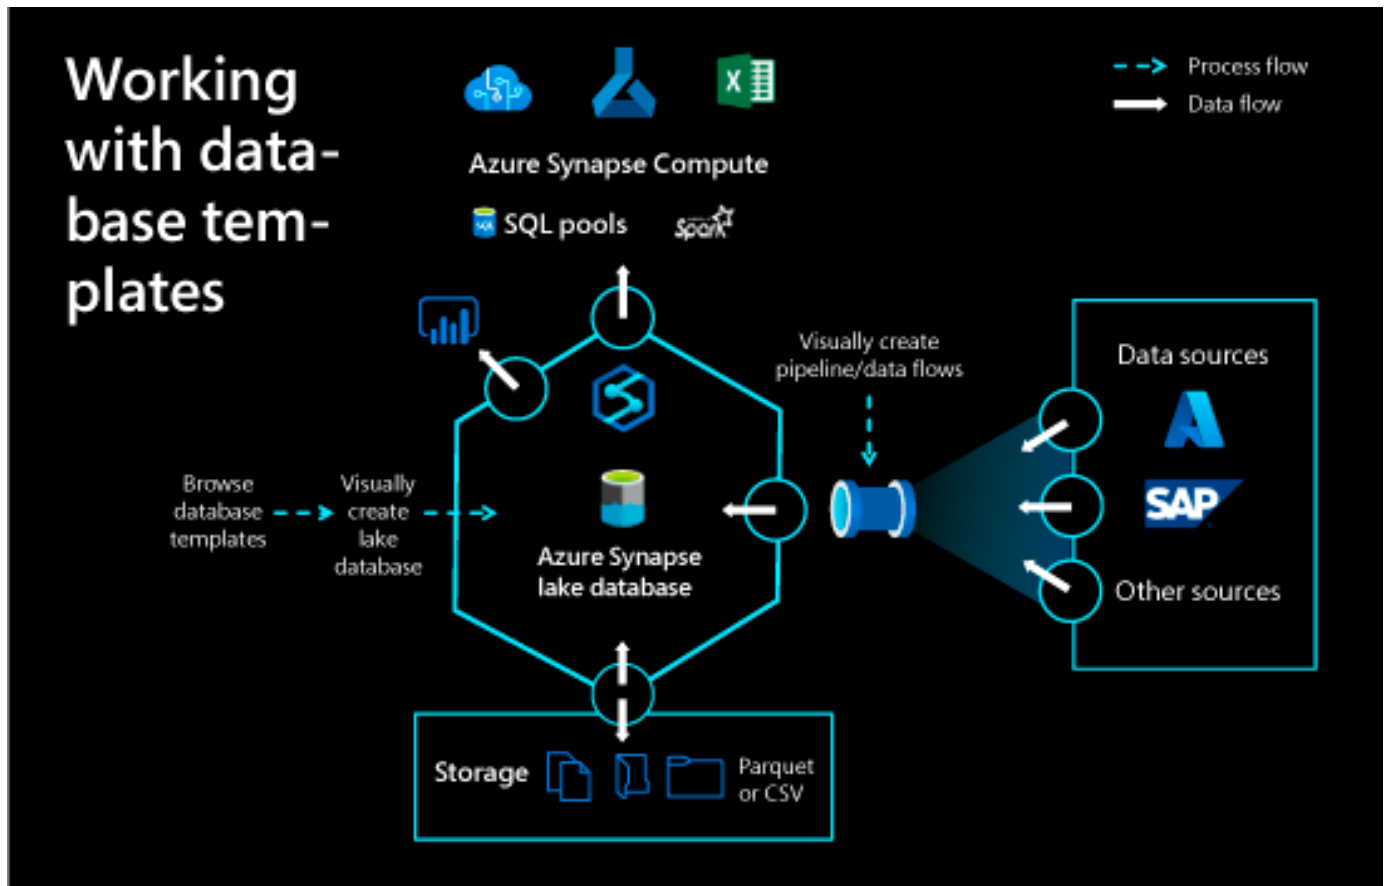 Working
with data-
base tem-
plates
Process flow
Data flow
X
Azure Synapse Compute
SQL
SQL pools
Spark
Visually create
pipeline/data flows
Data sources
SAP
Other sources
Browse
database
templates
Visually
create
lake
database
Azure Synapse
lake database
Storage
Parquet
or CSV